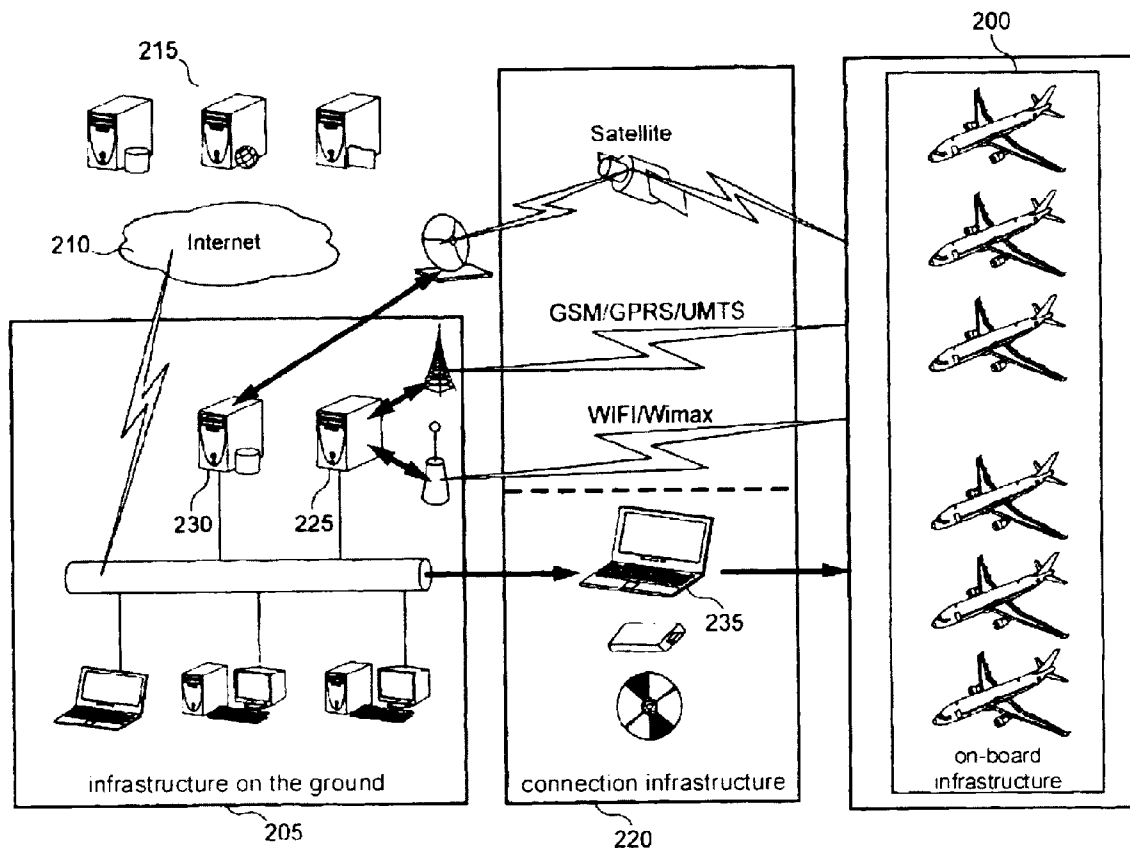 200
215
Satellite
210
Internet
GSM/GPRS/UMTS
WIFI/Wimax
230
225
235
infrastructure on the ground
connection infrastructure
on-board
infrastructure
205
220